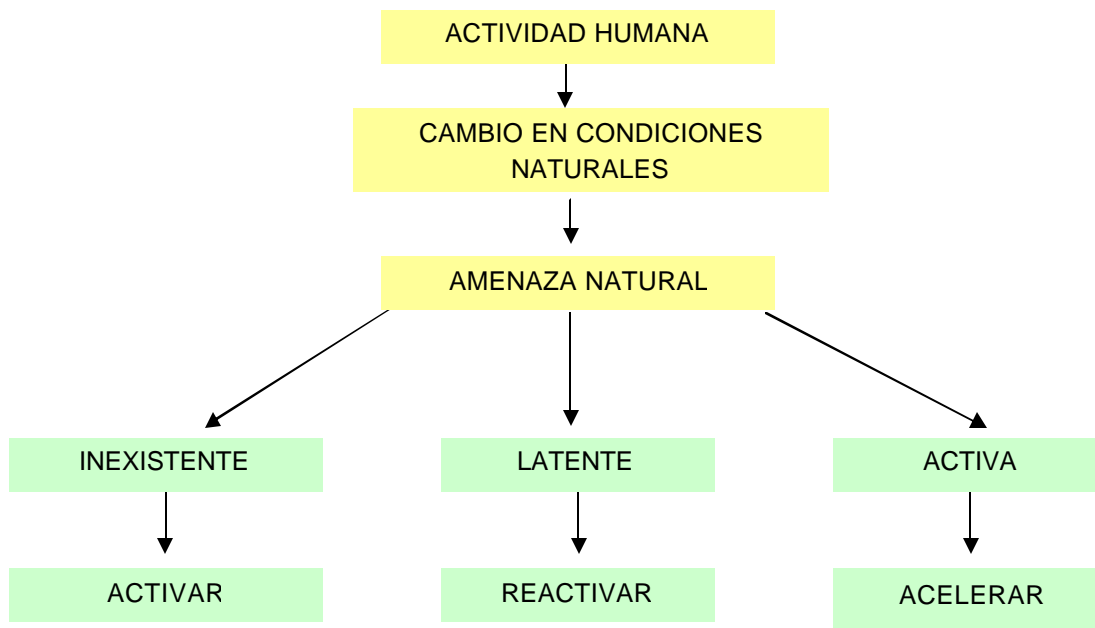 ACTIVIDAD HUMANA
CAMBIO EN CONDICIONES
NATURALES
AMENAZA NATURAL
INEXISTENTE
LATENTE
ACTIVA
ACTIVAR
REACTIVAR
ACELERAR